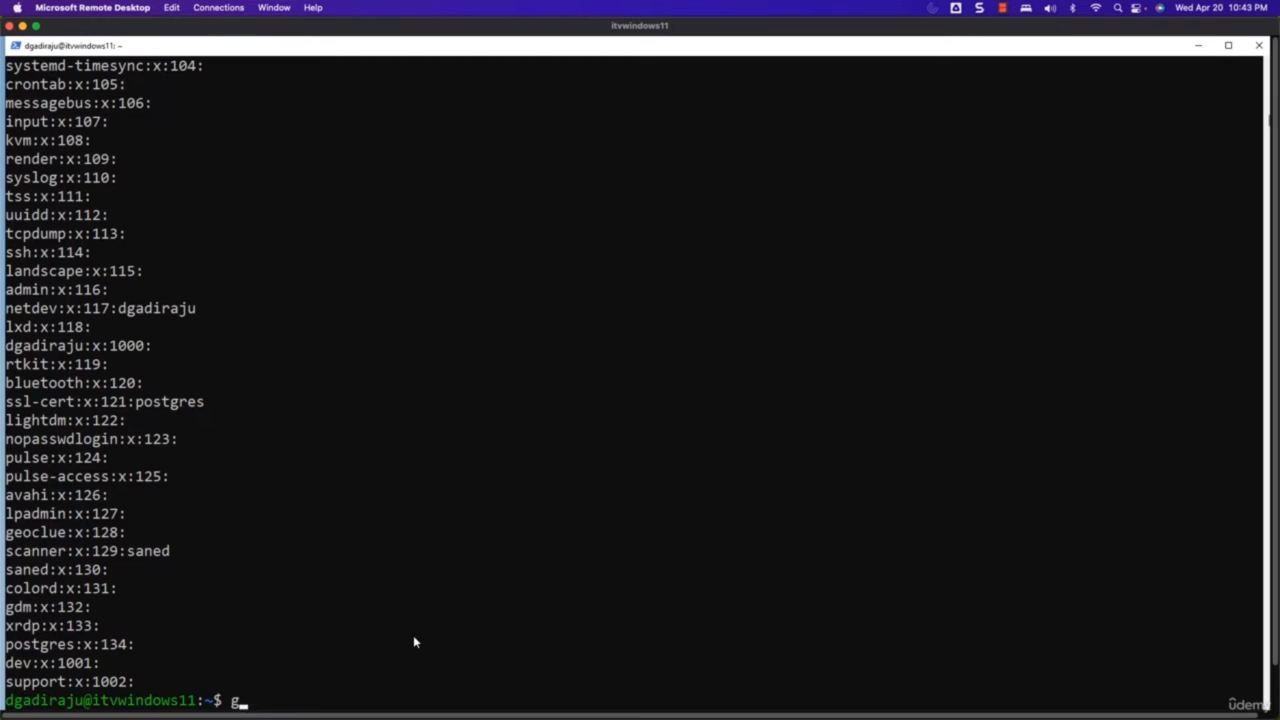 Microsoft Remote Desktop Edit Connections Window Help Wed Apr 20 10:43 PM
itvwindows11
dgadiraju@itvwindows11: ~
systemd-timesync:x:104:
crontab:x:105:
messagebus:x:106:
input:x:107:
kvm:x:108:
render:x:109:
syslog:x:110:
tss:x:111:
uuidd:x:112:
tcpdump:x:113:
ssh:x:114:
landscape:x:115:
admin:x:116:
netdev:x:117:dgadiraju
lxd:x:118:
dgadiraju:x:1000:
rtkit:x:119:
bluetooth:x:120:
ssl-cert:x:121:postgres
lightdm:x:122:
nopasswdlogin:x:123:
pulse:x:124:
pulse-access:x:125:
avahi:x:126:
lpadmin:x:127:
geoclue:x:128:
scanner:x:129:saned
saned:x:130:
colord:x:131:
gdm:x:132:
xrdp:x:133:
postgres:x:134:
dev:x:1001:
support:x:1002:
dgadiraju@itvwindows11:~$ g
ûdemy